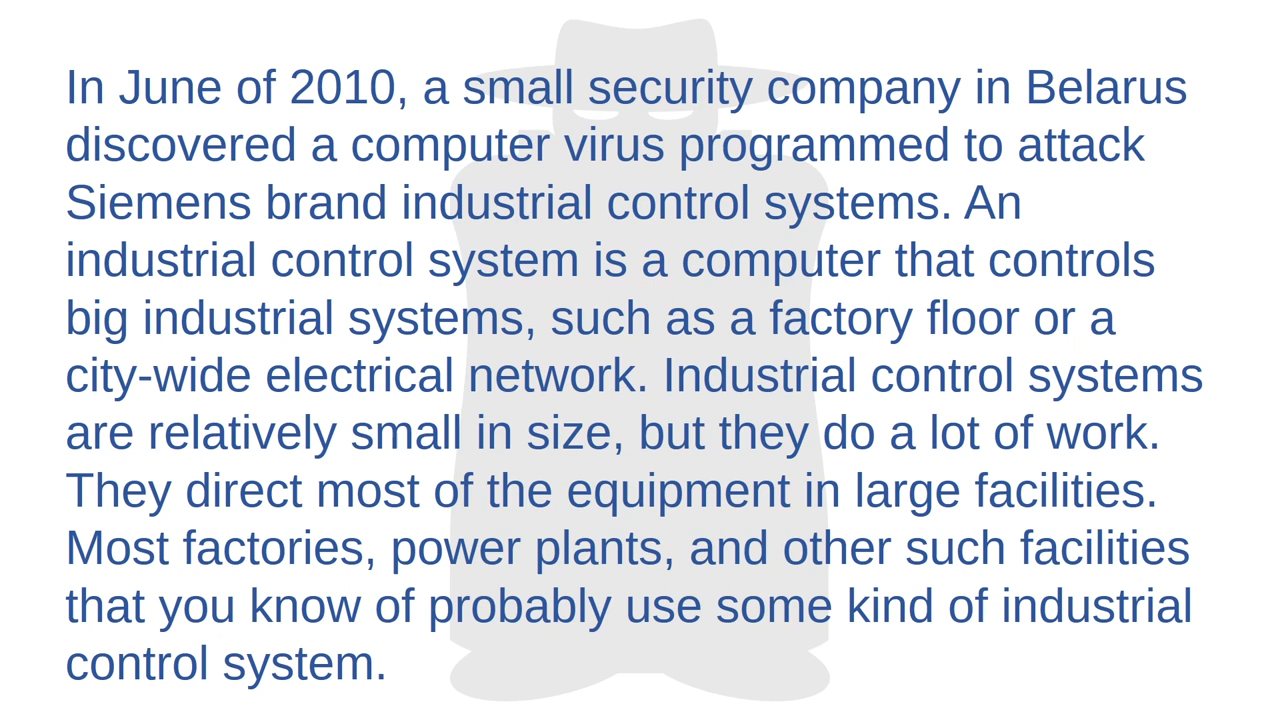 In June of 2010, a small security company in Belarus
discovered a computer virus programmed to attack
Siemens brand industrial control systems. An
industrial control system is a computer that controls
big industrial systems, such as a factory floor or a
city-wide electrical network. Industrial control systems
are relatively small in size, but they do a lot of work.
They direct most of the equipment in large facilities.
Most factories, power plants, and other such facilities
that you know of probably use some kind of industrial
control system.